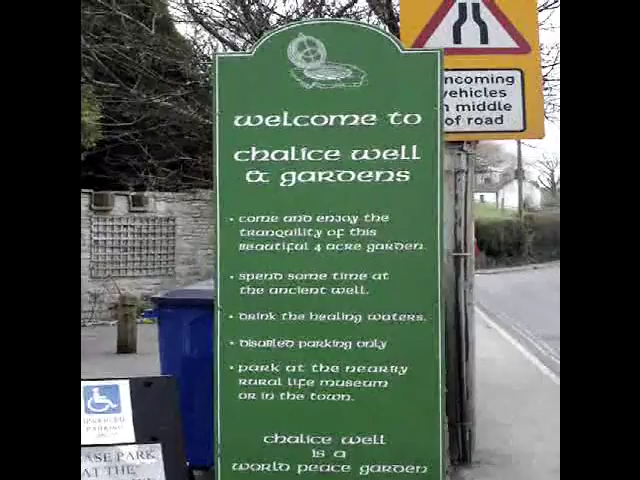 welcome to
chalice well
& gardens
• come and enjoy the
tranquility of this
beautiful 4 acre garden.
• spend some time at
the ancient well.
• drink the healing waters.
• disabled parking only
• park at the nearby
rural life museum
or in the town.
chalice well
is a
world peace garden
ncoming
vehicles
n middle
of road
PARKING
ASE PARK
AT THE